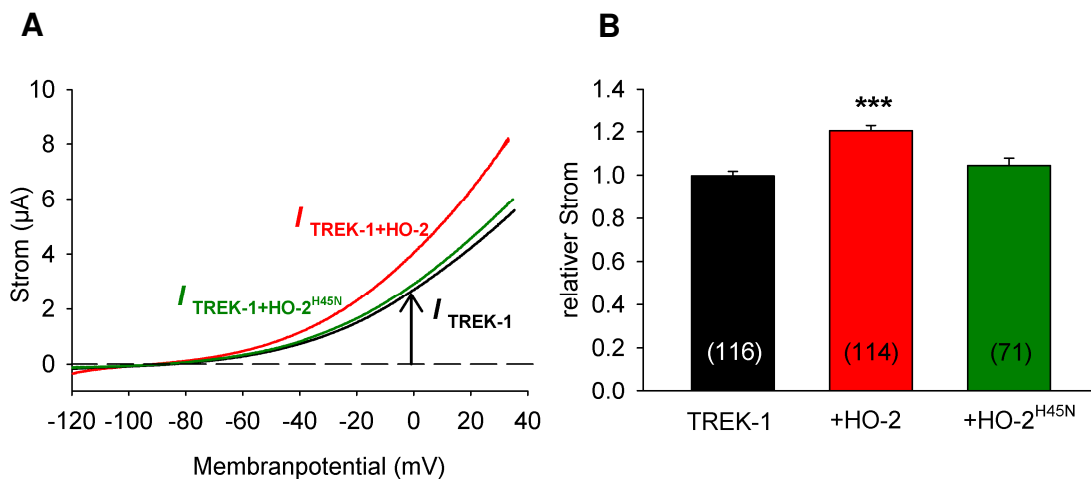 A
B
Strom (µA)
10
8
6
4
2
0
-120 -100 -80 -60 -40 -20 0 20 40
Membranpotential (mV)
I TREK-1+HO-2
I TREK-1+HO-2H45N
I TREK-1
relativer Strom
1.4
1.2
1.0
0.8
0.6
0.4
0.2
0.0
***
(116) (114) (71)
TREK-1 +HO-2 +HO-2H45N